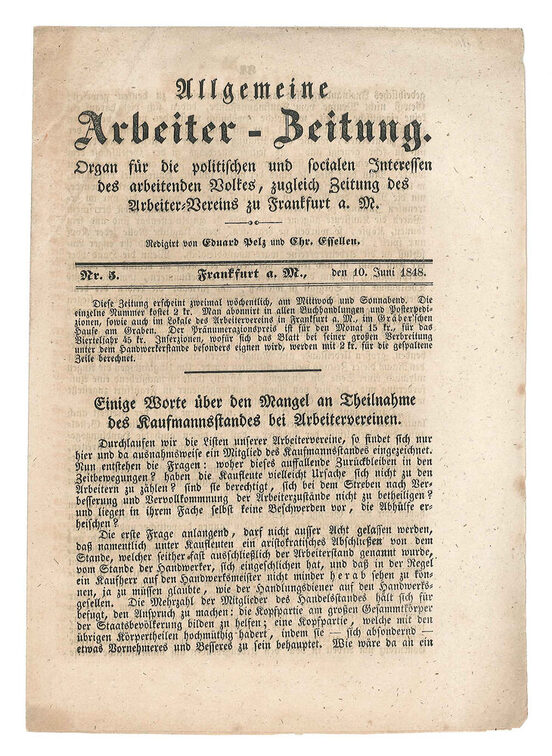 Allgemeine
Arbeiter-Zeitung.
Organ für die politischen und socialen Interessen
des arbeitenden Volkes, zugleich Zeitung des
Arbeiter-Vereins zu Frankfurt a. M.
Redigirt von Eduard Pelz und Chr. Essellen.
Nr. 5. Frankfurt a. M., den 10. Juni 1848.
Diese Zeitung erscheint zweimal wöchentlich, am Mittwoch und Sonnabend. Die
einzelne Nummer kostet 2 kr. Man abonnirt in allen Buchhandlungen und Posterpedi-
zionen, sowie auch im Lokale des Arbeitervereins in Frankfurt a. M., im Gräber'schen
Hause am Graben. Der Pränumerazionspreis ist für den Monat 15 kr., für das
Vierteljahr 45 kr. Inserzionen, wofür sich das Blatt bei seiner großen Verbreitung
unter dem Handwerkerstande besonders eignen wird, werden mit 2 kr. für die gespaltene
Zeile berechnet.
Einige Worte über den Mangel an Theilnahme
des Kaufmannsstandes bei Arbeitervereinen.
Durchlaufen wir die Listen unserer Arbeitervereine, so findet sich nur
hier und da ausnahmsweise ein Mitglied des Kaufmannsstandes eingezeichnet.
Nun entstehen die Fragen: woher dieses auffallende Zurückbleiben in den
Zeitbewegungen? haben die Kaufleute vielleicht Ursache sich nicht zu den
Arbeitern zu zählen? sind sie berechtigt, sich bei dem Streben nach Ver-
besserung und Vervollkommnung der Arbeiterzustände nicht zu betheiligen?
und liegen in ihrem Fache selbst keine Beschwerden vor, die Abhülfe er-
heischen?
Die erste Frage anlangend, darf nicht ausser Acht gelassen werden,
daß namentlich unter Kaufleuten ein aristokratisches Abschließen von dem
Stande, welcher seither fast ausschließlich der Arbeiterstand genannt wurde,
vom Stande der Handwerker, sich eingeschlichen hat, und daß in der Regel
ein Kaufherr auf den Handwerksmeister nicht minder herab sehen zu kön-
nen, ja zu müssen glaubte, wie der Handlungsdiener auf den Handwerks-
gesellen. Die Mehrzahl der Mitglieder des Handelsstandes hält sich für
befugt, den Anspruch zu machen: die Kopfpartie am großen Gesammtkörper
der Staatsbevölkerung bilden zu helfen; eine Kopfpartie, welche mit den
übrigen Körpertheilen hochmüthig hadert, indem sie — sich absondernd —
etwas Vornehmeres und Besseres zu sein behauptet. Wie wäre da an ein